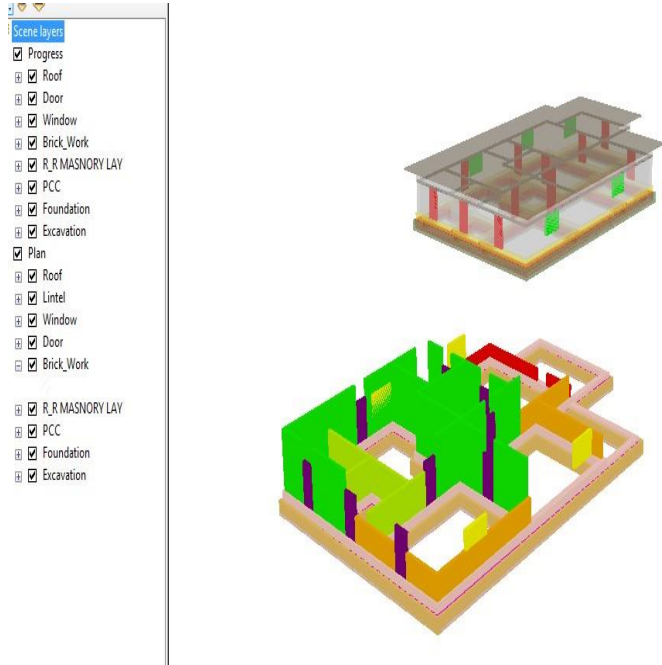 Scene layers
Progress
Roof
Door
Window
Brick_Work
R_R MASNORY LAY
PCC
Foundation
Excavation
Plan
Roof
Lintel
Window
Door
Brick_Work
R_R MASNORY LAY
PCC
Foundation
Excavation